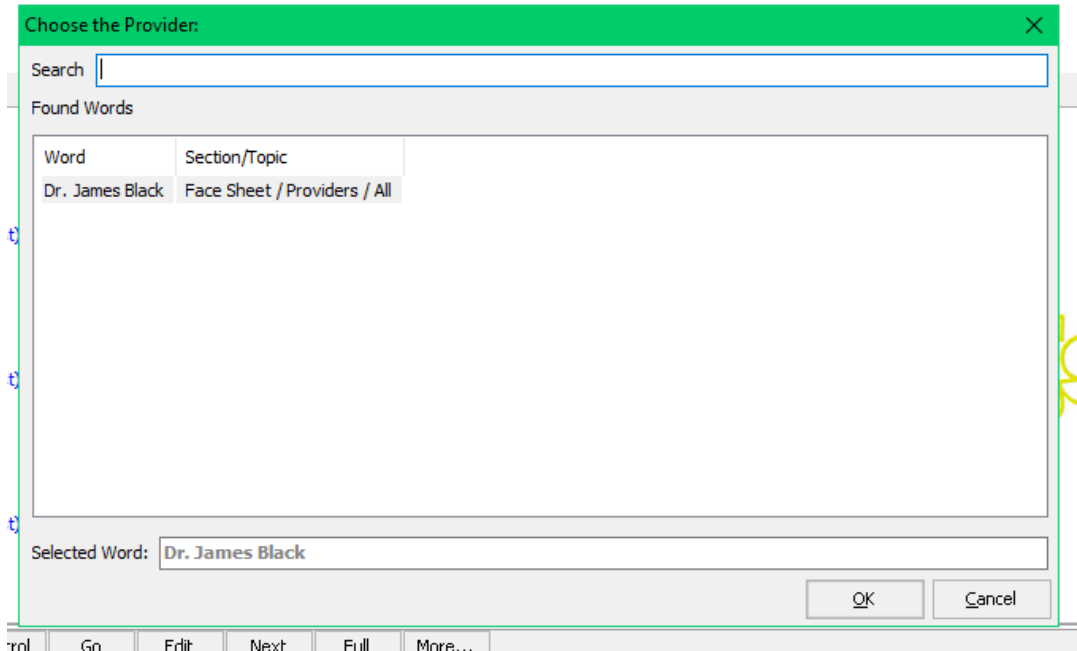 Choose the Provider:
Search
Found Words
Word Section/Topic
Dr. James Black Face Sheet / Providers / All
t)
t)
t)
Selected Word: Dr. James Black
OK Cancel
Go Edit Next Full More...